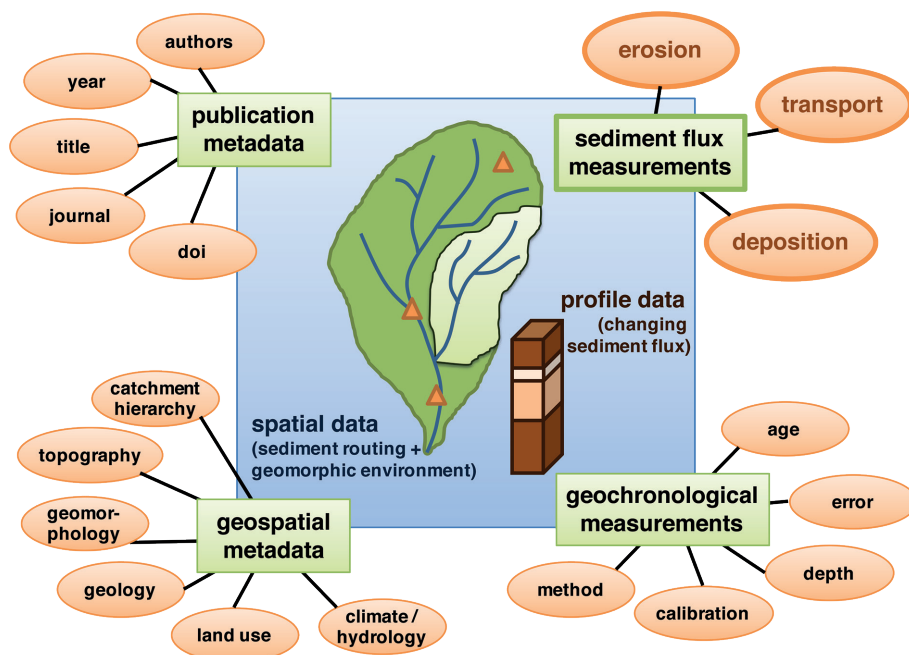 authors
year
title
journal
doi
publication
metadata
erosion
transport
deposition
sediment flux
measurements
profile data
(changing
sediment flux)
spatial data
(sediment routing +
geomorphic environment)
catchment
hierarchy
topography
geomor-
phology
geology
land use
climate /
hydrology
geospatial
metadata
geochronological
measurements
age
error
depth
calibration
method